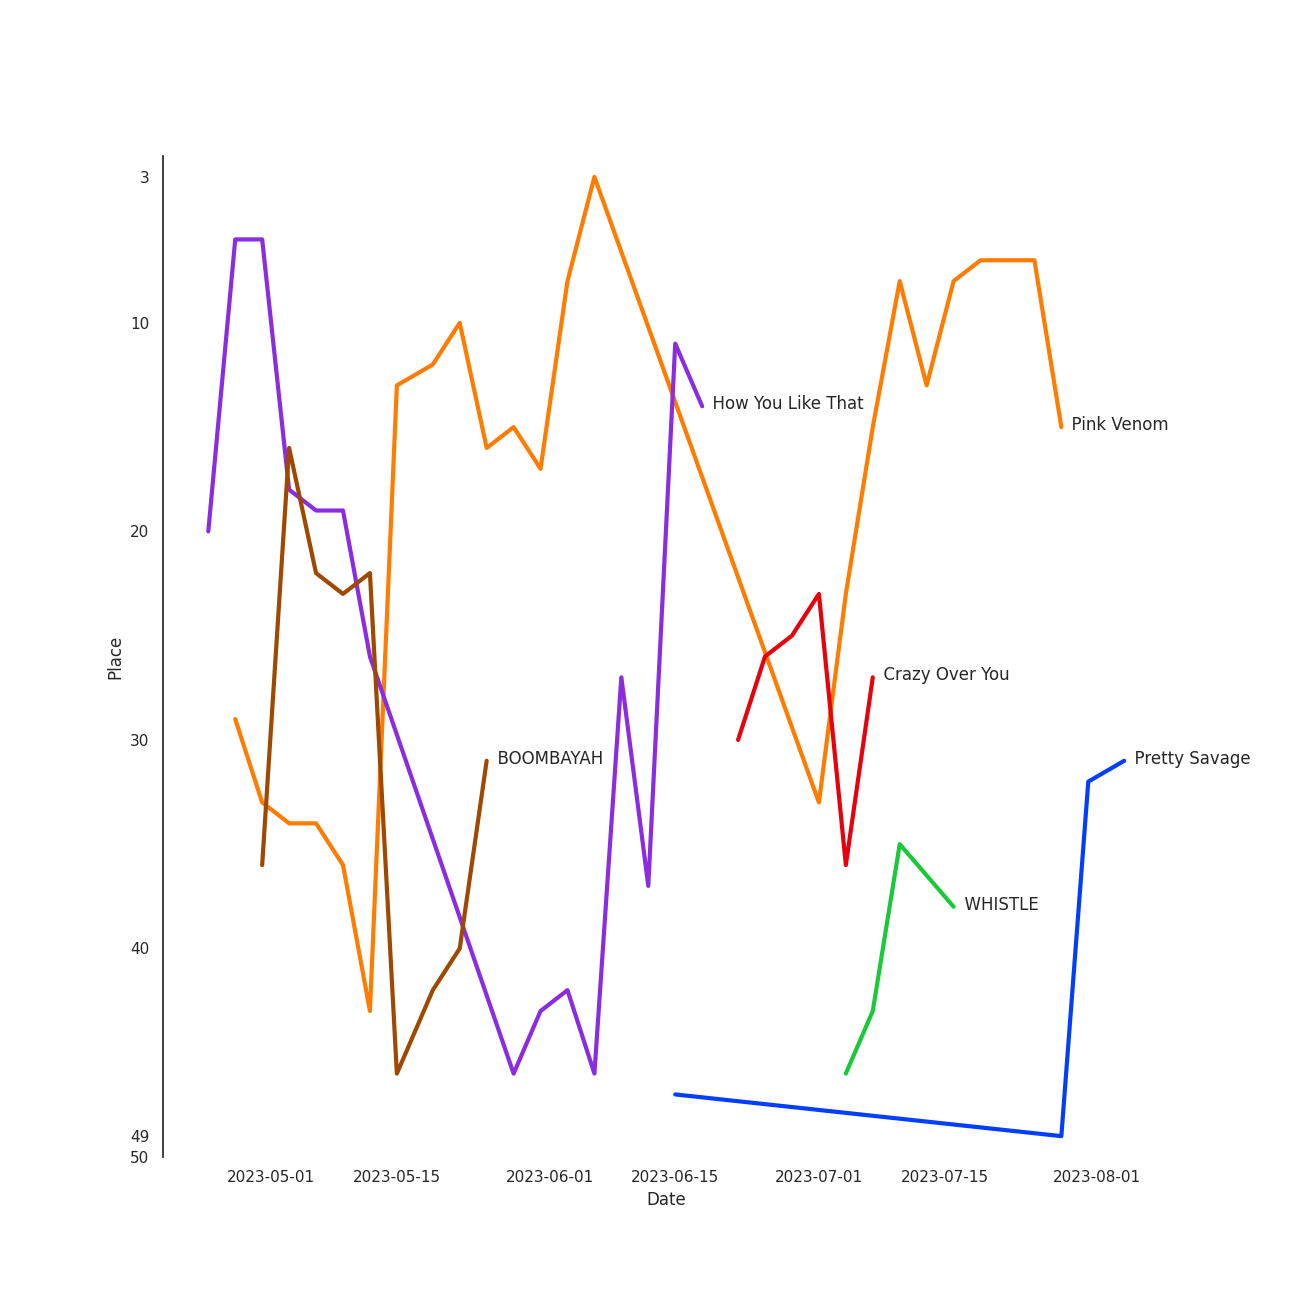 3
10
How You Like That
Pink Venom
20
Place
Crazy Over You
30
BOOMBAYAH
Pretty Savage
WHISTLE
40
49
50
2023-05-01 2023-05-15 2023-06-01 2023-06-15 2023-07-01 2023-07-15 2023-08-01
Date